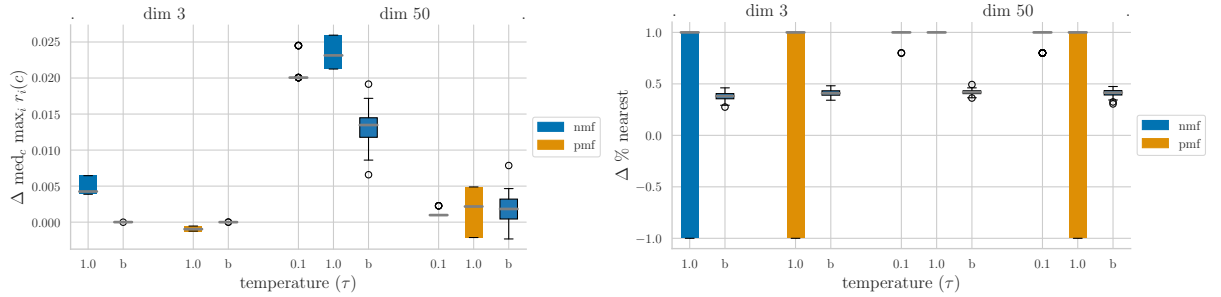 . dim 3 dim 50 .
Δ med_c max_i r_i(c)
0.025
0.020
0.015
0.010
0.005
0.000
1.0 b 1.0 b 0.1 1.0 b 0.1 1.0 b
temperature (τ)
nmf
pmf
. dim 3 dim 50 .
Δ % nearest
1.0
0.5
0.0
−0.5
−1.0
1.0 b 1.0 b 0.1 1.0 b 0.1 1.0 b
temperature (τ)
nmf
pmf